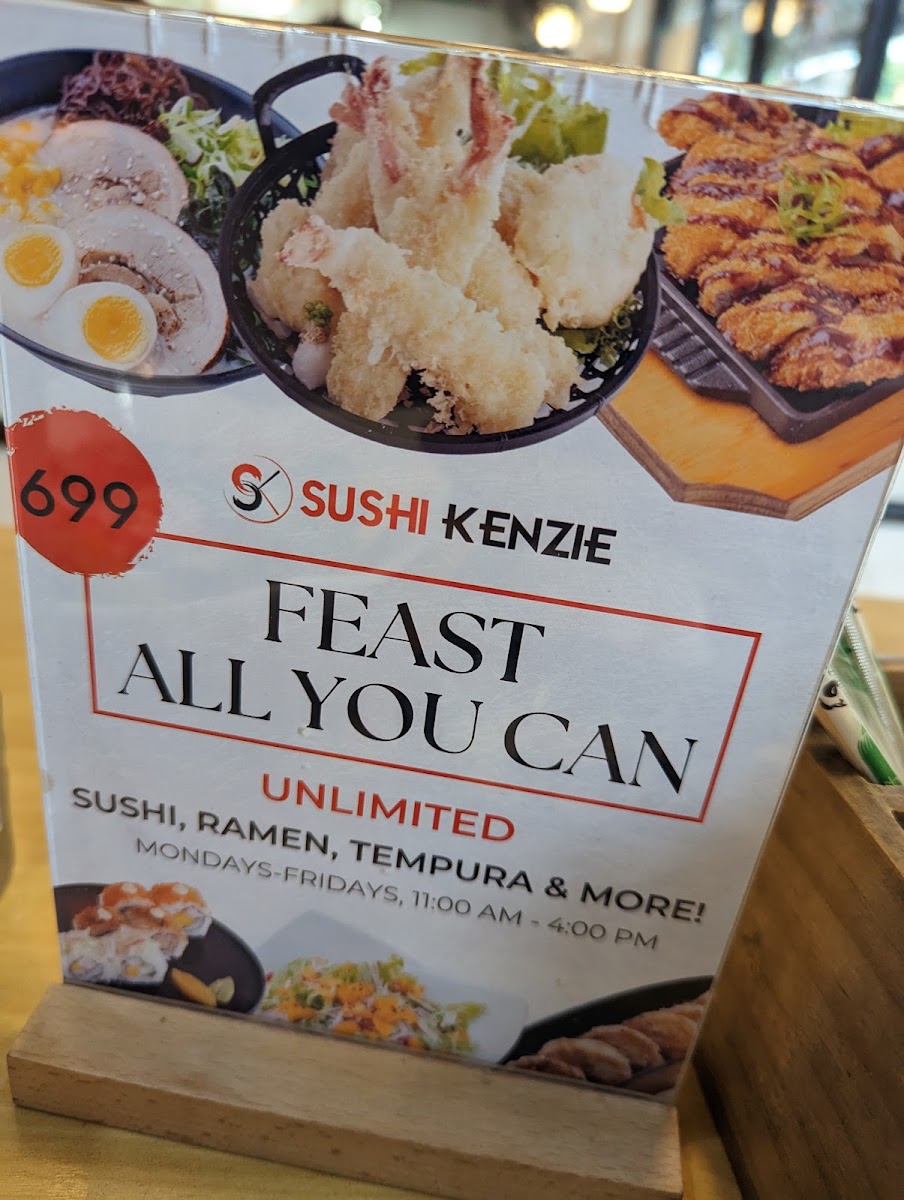 699
SK SUSHI KENZIE
FEAST
ALL YOU CAN
UNLIMITED
SUSHI, RAMEN, TEMPURA & MORE!
MONDAYS-FRIDAYS, 11:00 AM - 4:00 PM